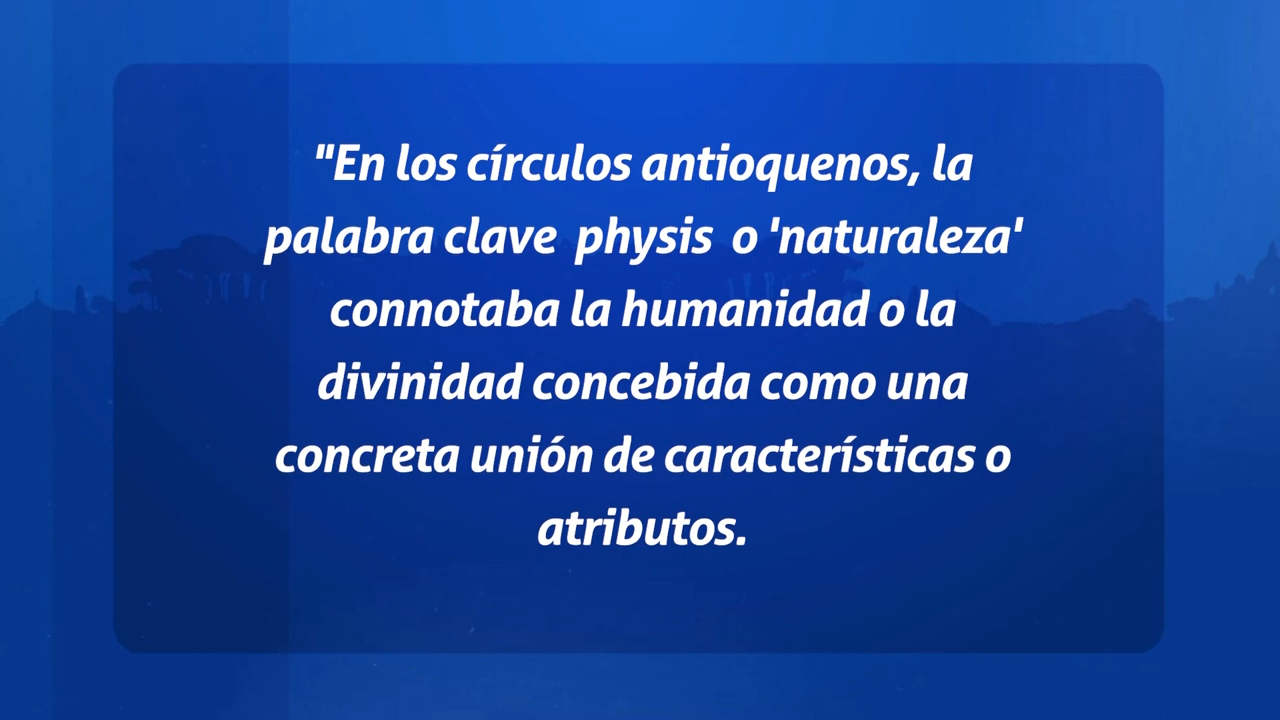 "En los círculos antioquenos, la
palabra clave physis o 'naturaleza'
connotaba la humanidad o la
divinidad concebida como una
concreta unión de características o
atributos.